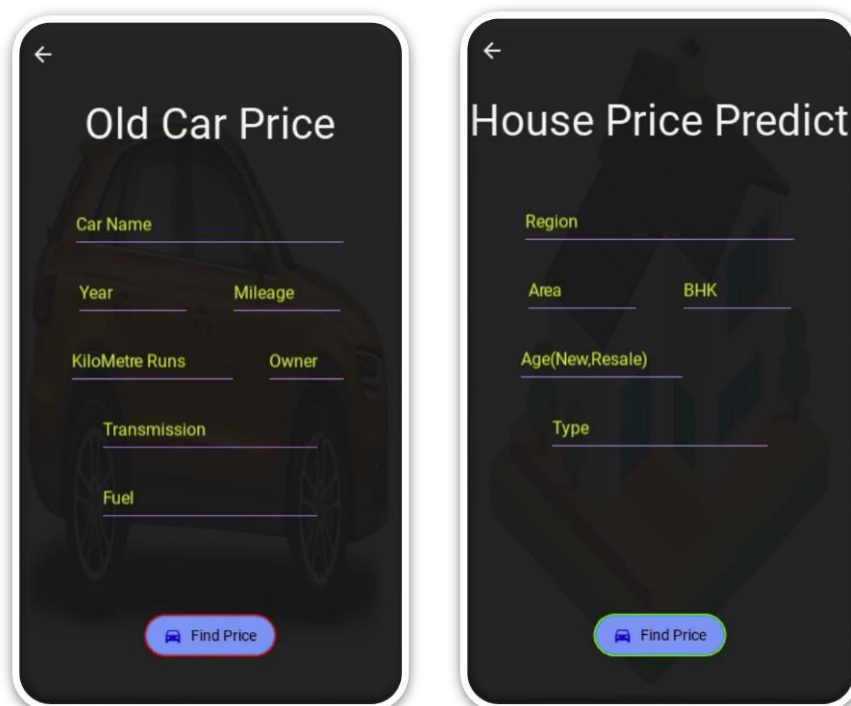 Old Car Price
Car Name
Year Mileage
KiloMetre Runs Owner
Transmission
Fuel
Find Price
House Price Predict
Region
Area BHK
Age(New,Resale)
Type
Find Price